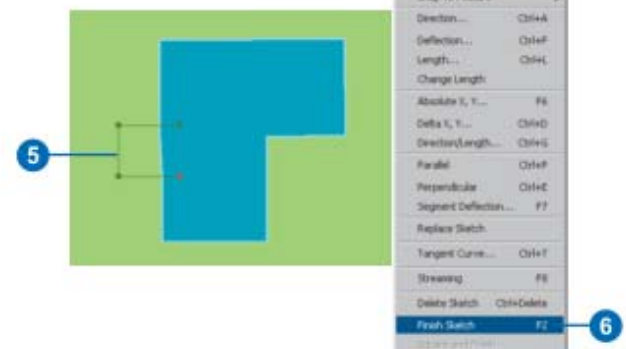 Direction... Ctrl+A
Deflection... Ctrl+F
Length... Ctrl+L
Change Length
Absolute X, Y... F6
Delta X, Y... Ctrl+D
Direction/Length... Ctrl+G
Parallel Ctrl+P
Perpendicular Ctrl+E
Segment Deflection... F7
Replace Sketch
Tangent Curve... Ctrl+T
Streaming F8
Delete Sketch Ctrl+Delete
Finish Sketch F2
5
6